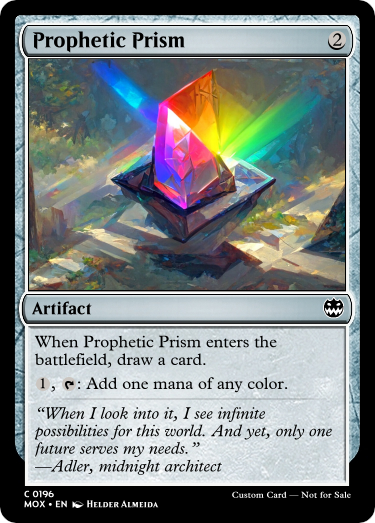 Prophetic Prism 2
Artifact
When Prophetic Prism enters the
battlefield, draw a card.
1, T: Add one mana of any color.
“When I look into it, I see infinite
possibilities for this world. And yet, only one
future serves my needs.”
—Adler, midnight architect
C 0196
MOX • EN Helder Almeida
Custom Card — Not for Sale